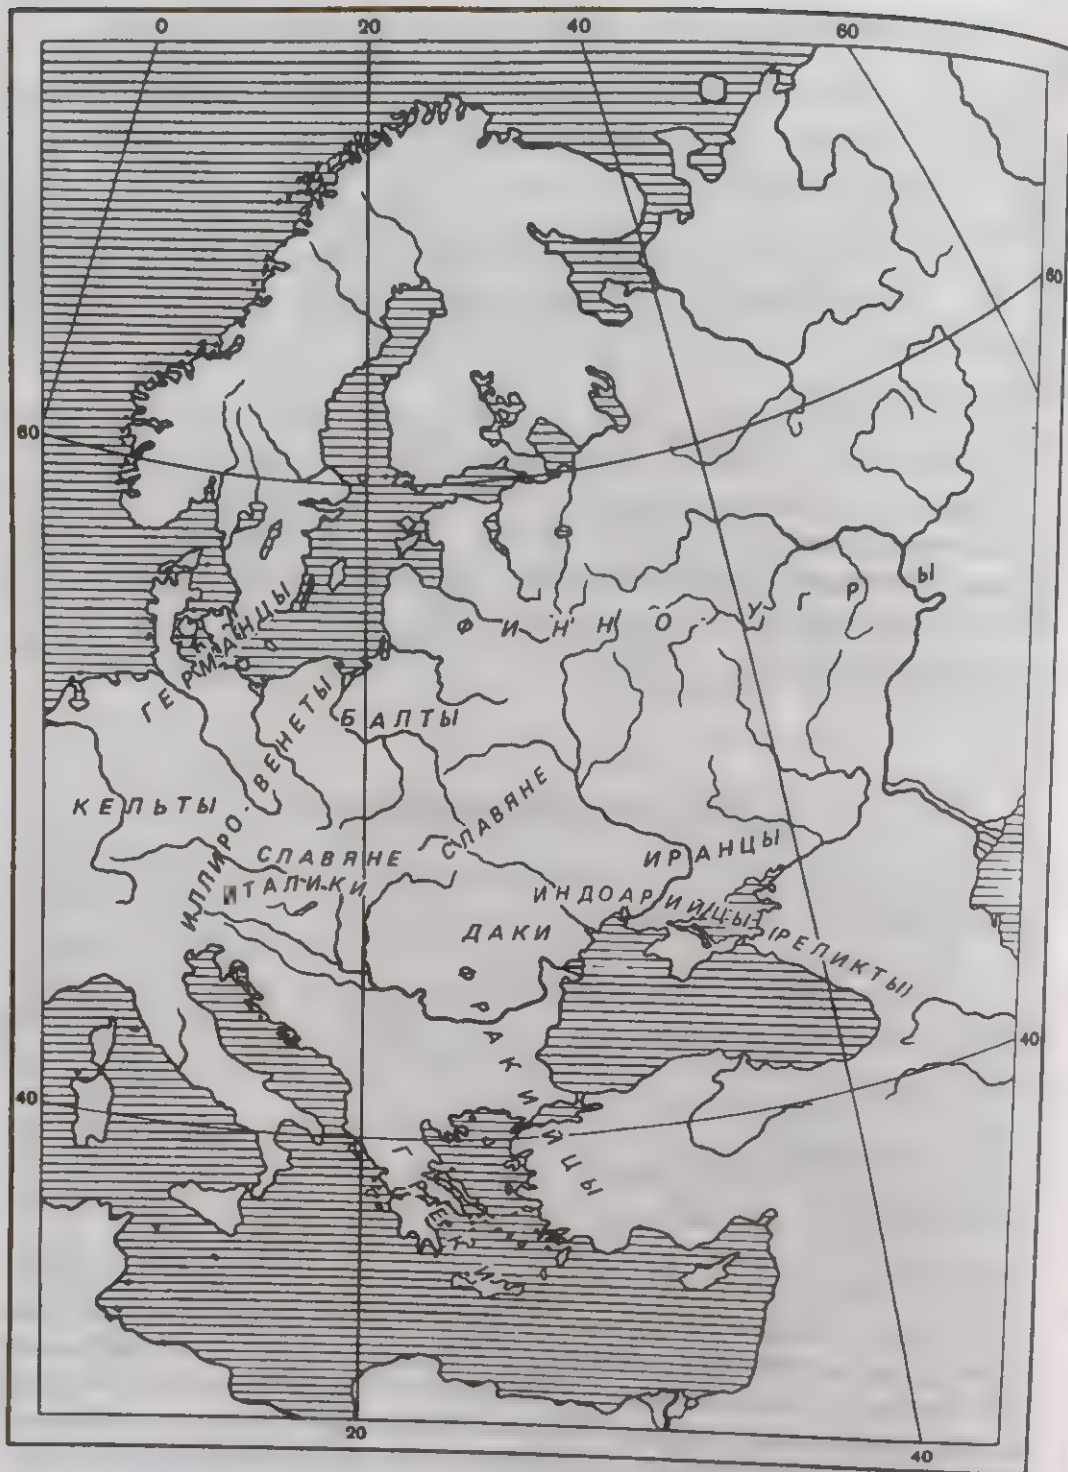 0 20 40 60
60
60
ФИННО-УГРЫ
ГЕРМАНЦЫ
БАЛТЫ
ИЛЛИРО-ВЕНЕТЫ
КЕЛЬТЫ
СЛАВЯНЕ
СЛАВЯНЕ
ИТАЛИКИ
ИРАНЦЫ
ИНДОАРИЙЦЫ (РЕЛИКТЫ)
ДАКИ
ФРАКИЙЦЫ
40
40
ГРЕКИ
20
40